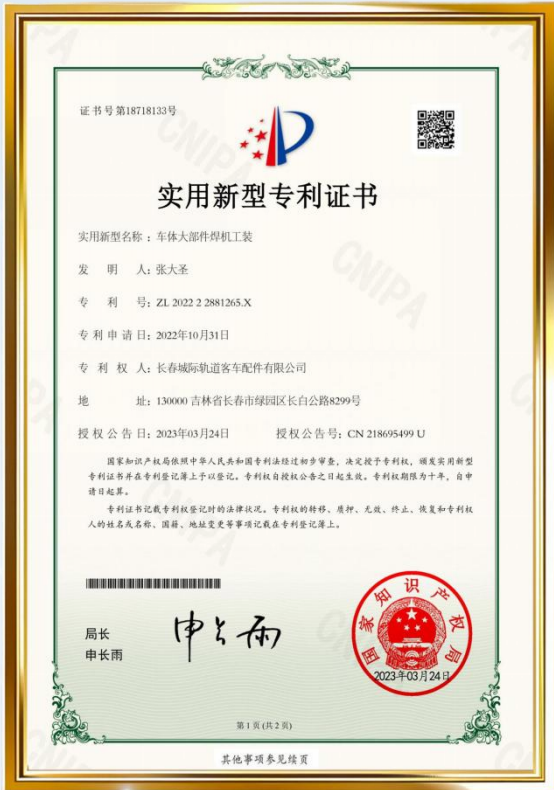 证书号第18718133号
实用新型专利证书
实用新型名称：车体大部件焊机工装
发明人：张大圣
专利号：ZL 2022 2 2881265.X
专利申请日：2022年10月31日
专利权人：长春城际轨道客车配件有限公司
地址：130000 吉林省长春市绿园区长白公路8299号
授权公告日：2023年03月24日 授权公告号：CN 218695499 U
国家知识产权局依照中华人民共和国专利法经过初步审查，决定授予专利权，颁发实用新型
专利证书并在专利登记簿上予以登记。专利权自授权公告之日起生效。专利权期限为十年，自申
请日起算。
专利证书记载专利权登记时的法律状况。专利权的转移、质押、无效、终止、恢复和专利权
人的姓名或名称、国籍、地址变更等事项记载在专利登记簿上。
局长
申长雨
申长雨
国家知识产权局
2023年03月24日
第1页(共2页)
其他事项参见续页
CNIPA
CNIPA
CNIPA